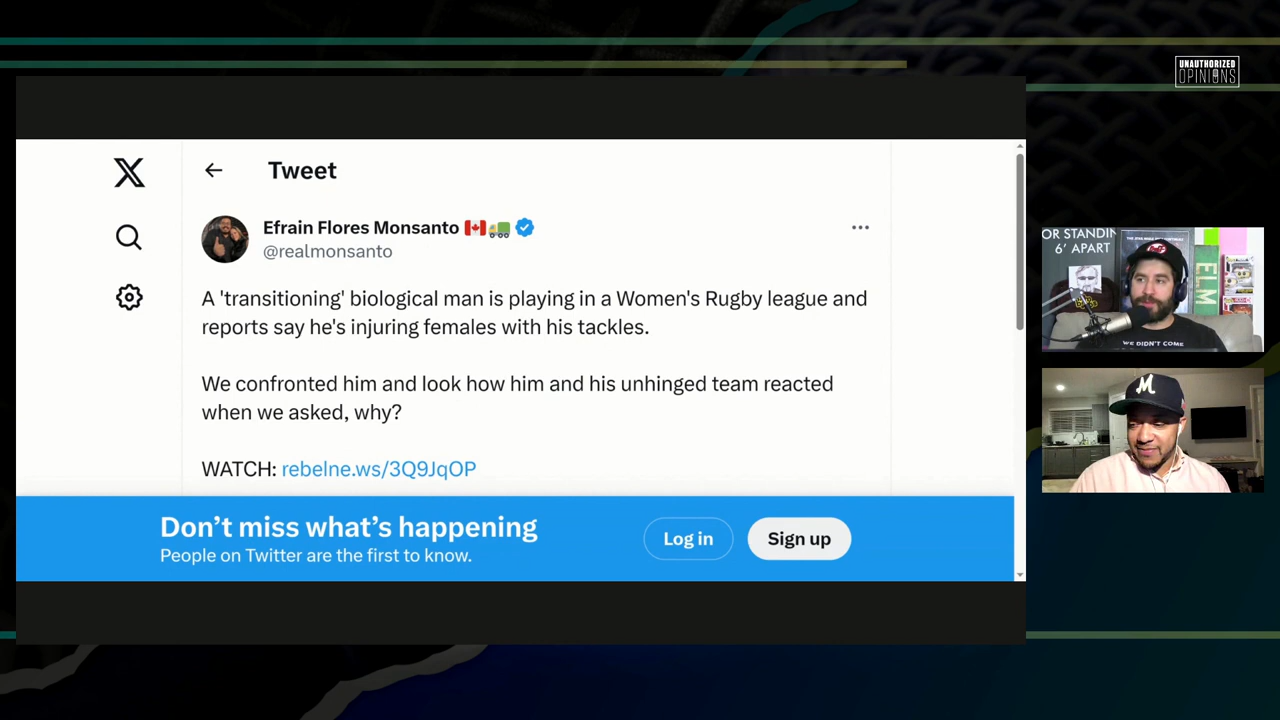 UNAUTHORIZED
OPINIONS
Tweet
Efrain Flores Monsanto
@realmonsanto
A 'transitioning' biological man is playing in a Women's Rugby league and
reports say he's injuring females with his tackles.
We confronted him and look how him and his unhinged team reacted
when we asked, why?
WATCH: rebelne.ws/3Q9JqOP
Don't miss what's happening
People on Twitter are the first to know.
Log in
Sign up
OR STANDIN
6' APART
ELM
WE DIDN'T COME
M